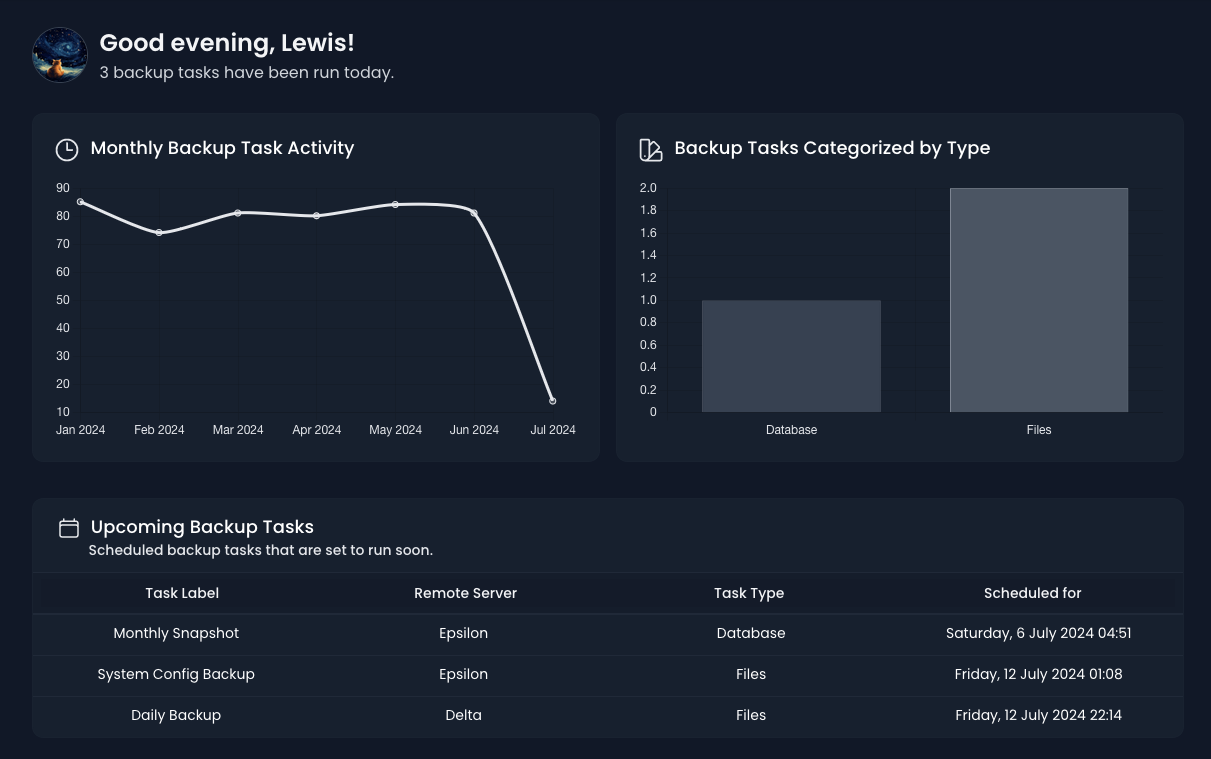 Good evening, Lewis!
3 backup tasks have been run today.
Monthly Backup Task Activity
90
80
70
60
50
40
30
20
10
Jan 2024 Feb 2024 Mar 2024 Apr 2024 May 2024 Jun 2024 Jul 2024
Backup Tasks Categorized by Type
2.0
1.8
1.6
1.4
1.2
1.0
0.8
0.6
0.4
0.2
0
Database Files
Upcoming Backup Tasks
Scheduled backup tasks that are set to run soon.
Task Label Remote Server Task Type Scheduled for
Monthly Snapshot Epsilon Database Saturday, 6 July 2024 04:51
System Config Backup Epsilon Files Friday, 12 July 2024 01:08
Daily Backup Delta Files Friday, 12 July 2024 22:14